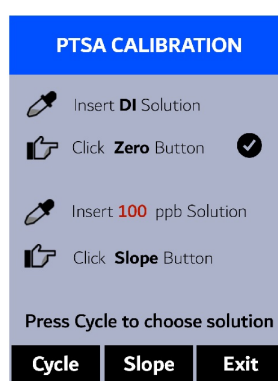 PTSA CALIBRATION
Insert DI Solution
Click Zero Button
Insert 100 ppb Solution
Click Slope Button
Press Cycle to choose solution
Cycle Slope Exit